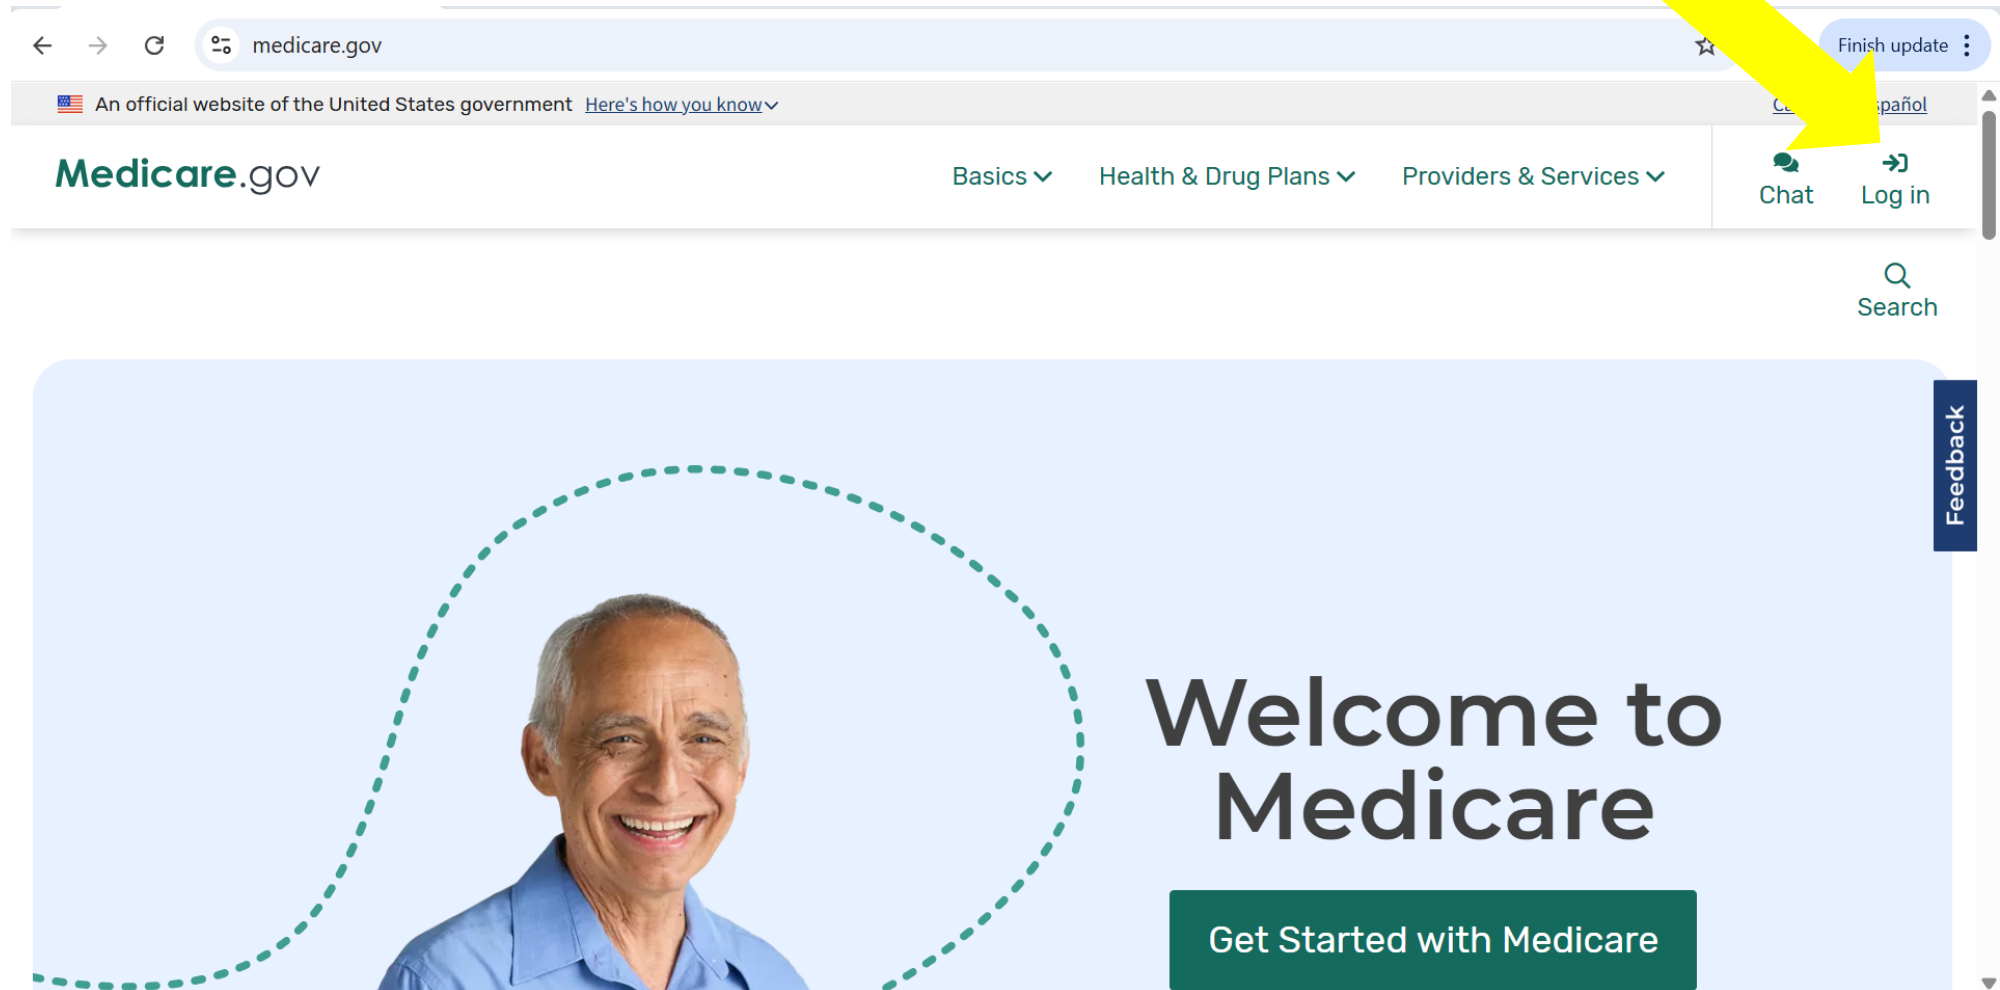 medicare.gov
Finish update
An official website of the United States government Here's how you know
Medicare.gov
Basics
Health & Drug Plans
Providers & Services
Chat
Log in
Search
Feedback
Welcome to
Medicare
Get Started with Medicare